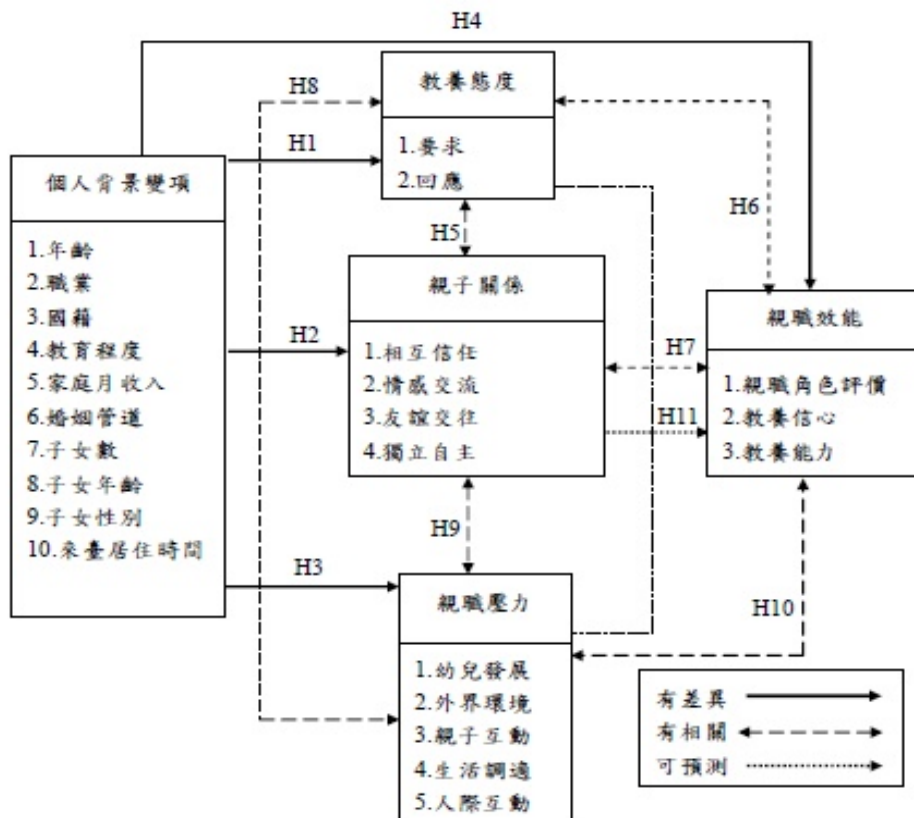 H4
教養態度
1.要求
2.回應
H8
H1
個人背景變項
1.年齡
2.職業
3.國籍
4.教育程度
5.家庭月收入
6.婚姻管道
7.子女數
8.子女年齡
9.子女性別
10.來臺居住時間
H5
H6
親子關係
1.相互信任
2.情感交流
3.友誼交往
4.獨立自主
H2
親職效能
1.親職角色評價
2.教養信心
3.教養能力
H7
H11
H9
H3
H10
親職壓力
1.幼兒發展
2.外界環境
3.親子互動
4.生活調適
5.人際互動
有差異
有相關
可預測